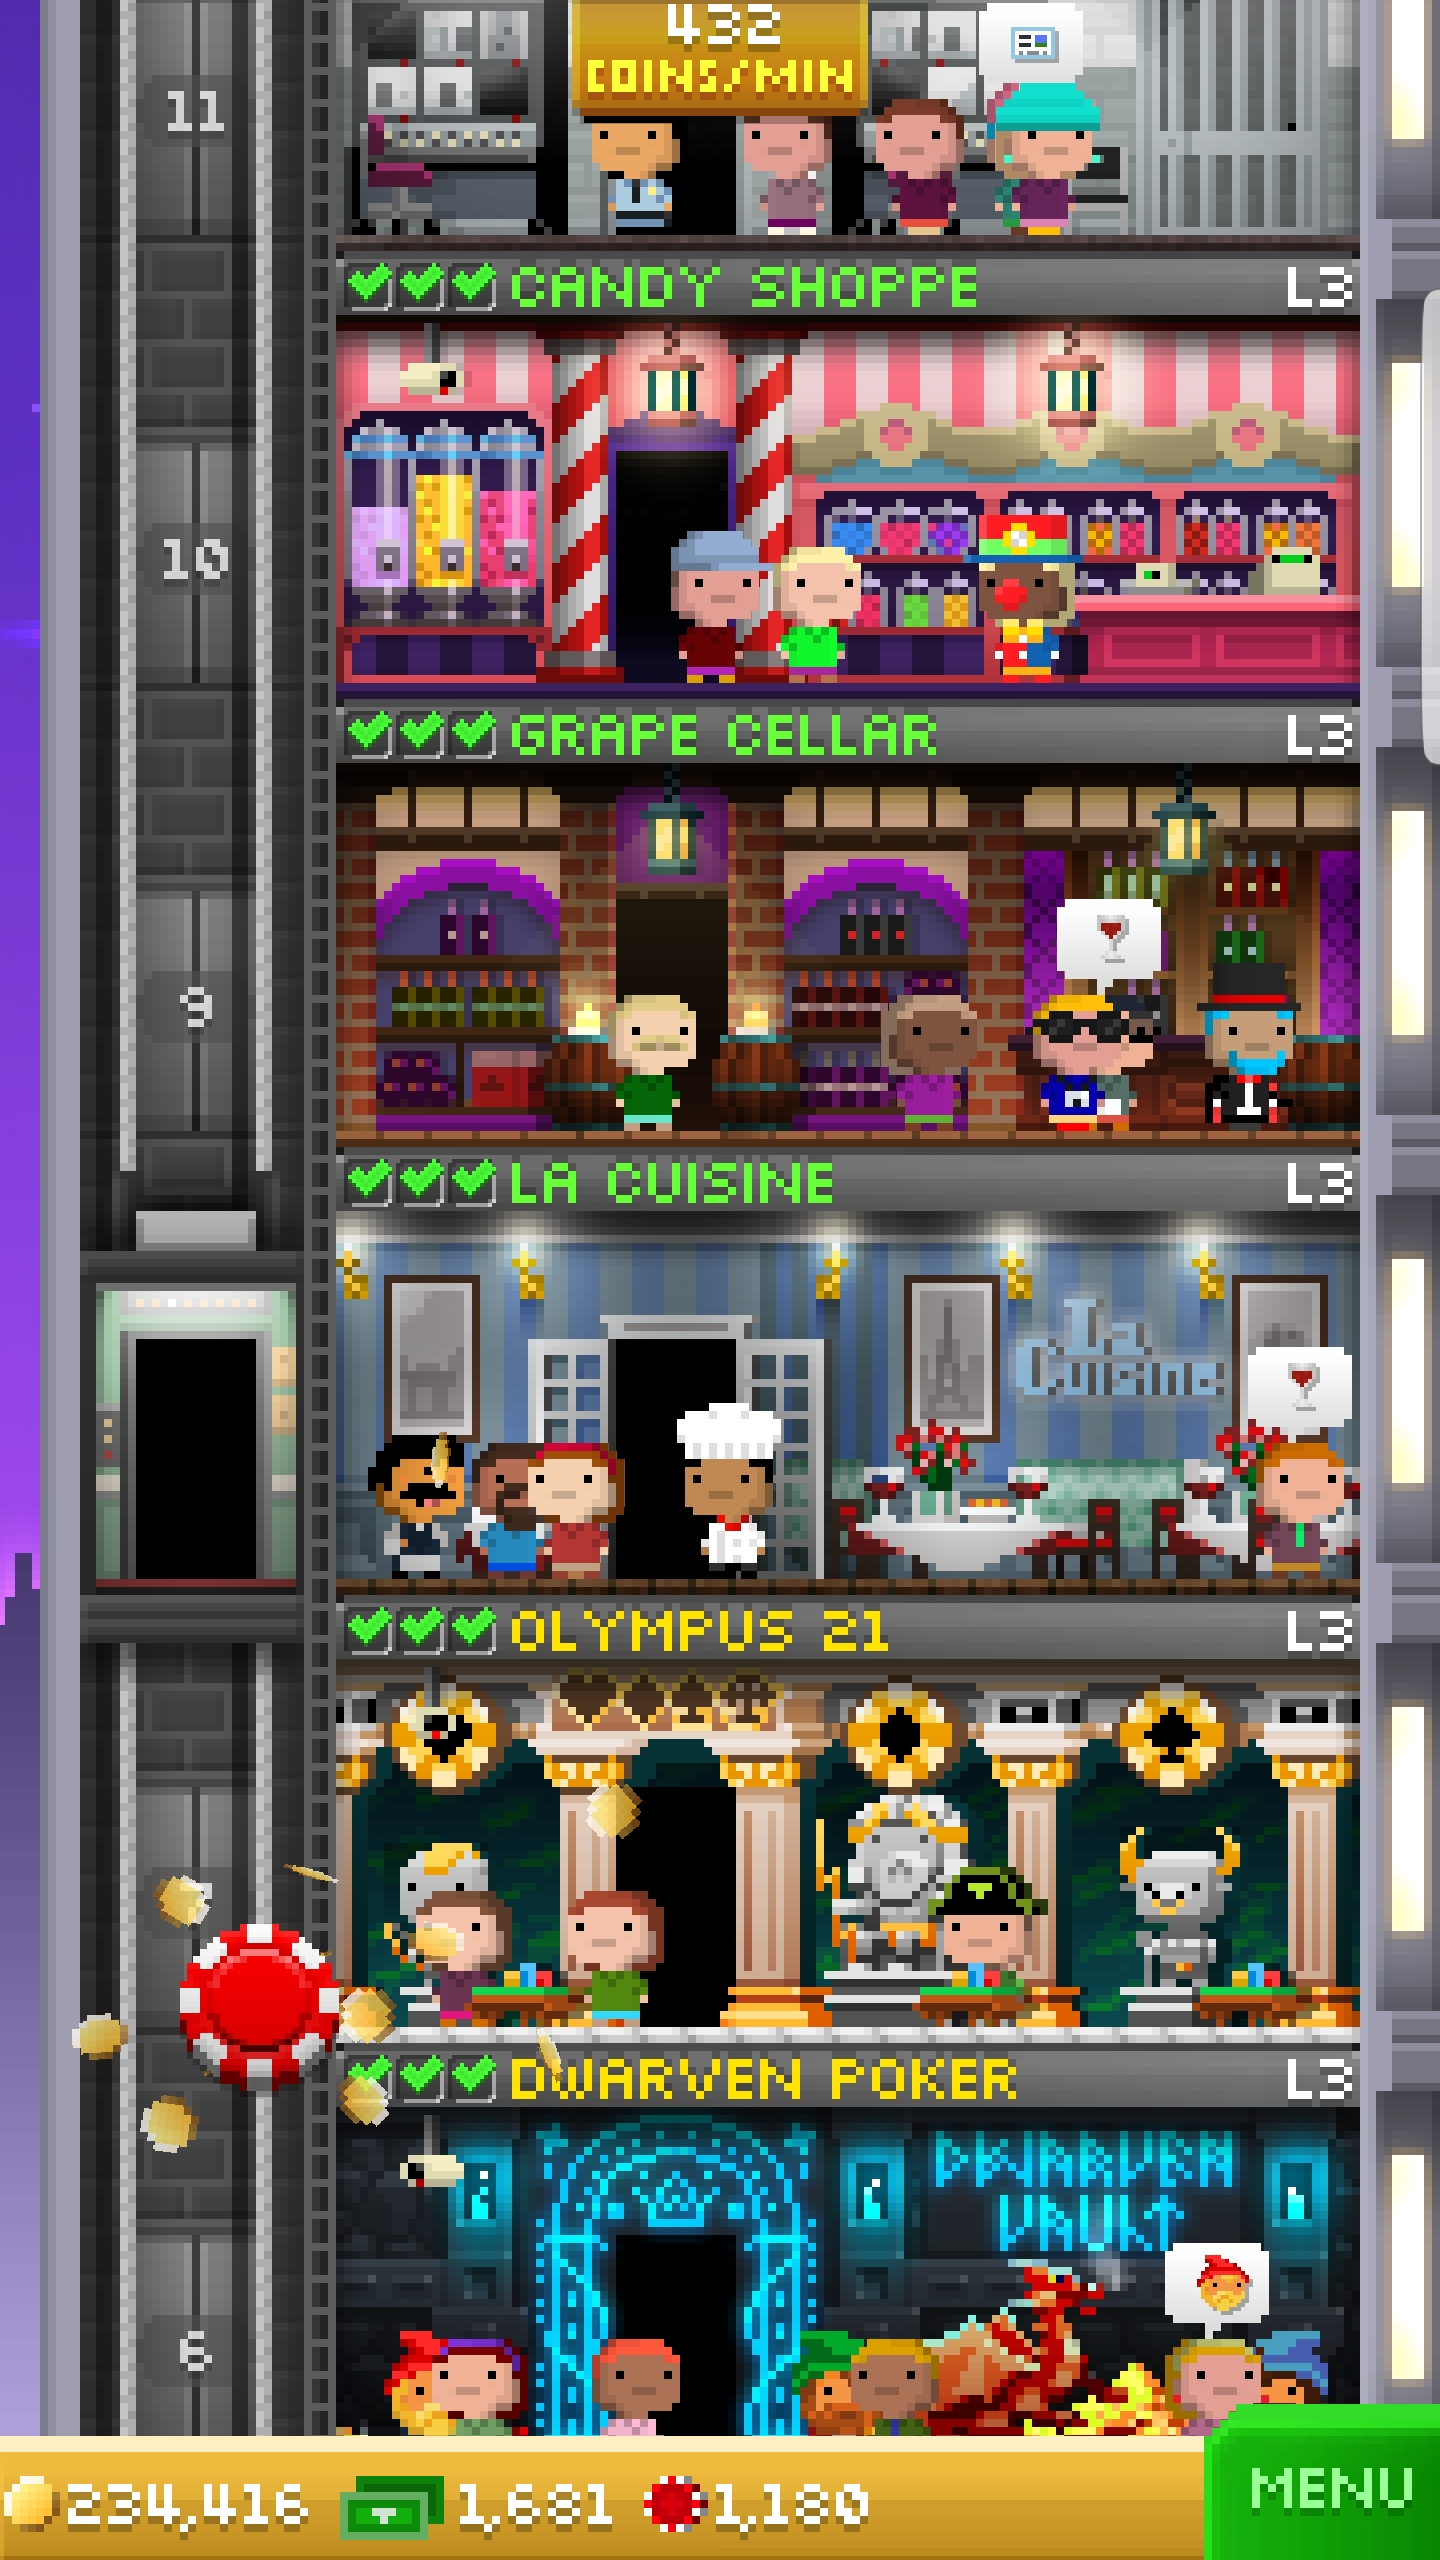 432
COINS/MIN
11
CANDY SHOPPE L3
10
GRAPE CELLAR L3
9
LA CUISINE L3
La
Cuisine
OLYMPUS 21 L3
DWARVEN POKER L3
DWARVEN
VAULT
6
234,416 1,681 1,180 MENU